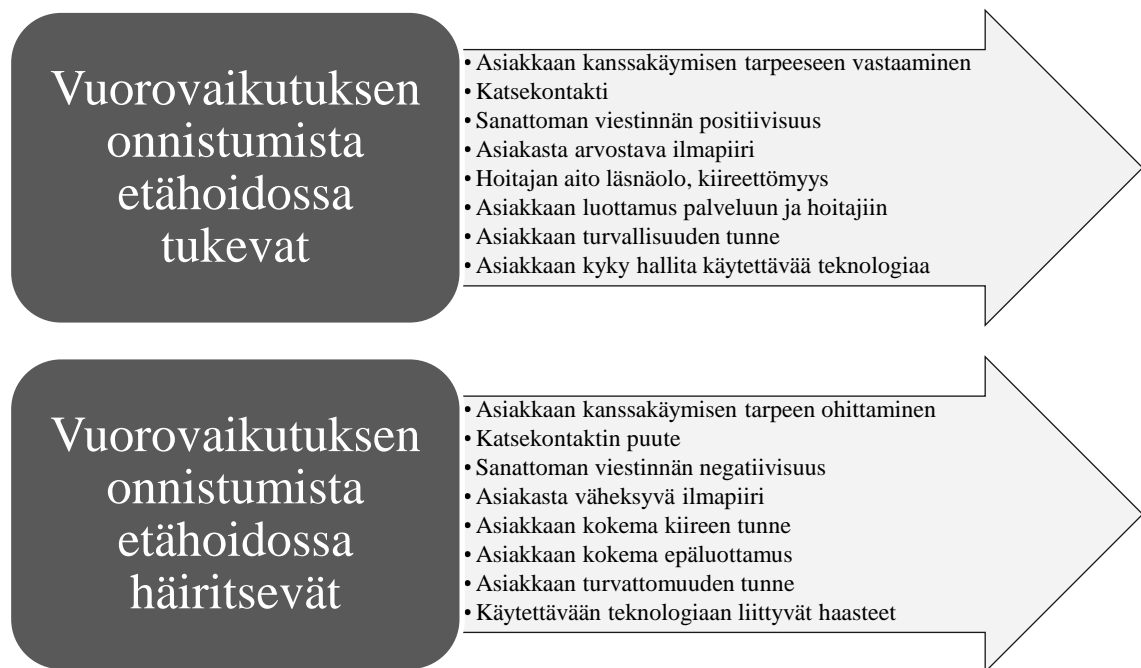 Vuorovaikutuksen
onnistumista
etähoidossa
tukevat
• Asiakkaan kanssakäymisen tarpeeseen vastaaminen
• Katsekontakti
• Sanattoman viestinnän positiivisuus
• Asiakasta arvostava ilmapiiri
• Hoitajan aito läsnäolo, kiireettömyys
• Asiakkaan luottamus palveluun ja hoitajiin
• Asiakkaan turvallisuuden tunne
• Asiakkaan kyky hallita käytettävää teknologiaa
Vuorovaikutuksen
onnistumista
etähoidossa
häiritsevät
• Asiakkaan kanssakäymisen tarpeen ohittaminen
• Katsekontaktin puute
• Sanattoman viestinnän negatiivisuus
• Asiakasta väheksyvä ilmapiiri
• Asiakkaan kokema kiireen tunne
• Asiakkaan kokema epäluottamus
• Asiakkaan turvattomuuden tunne
• Käytettävään teknologiaan liittyvät haasteet